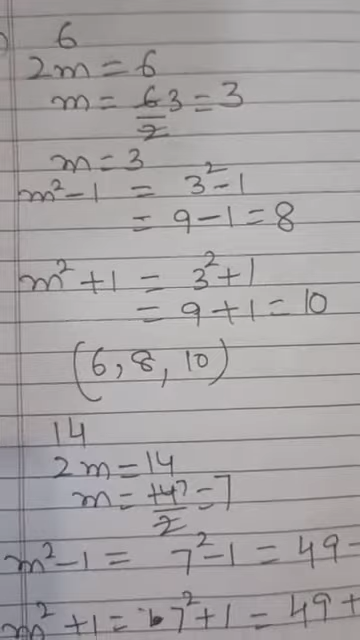 6
2m = 6
m = 6/2 3 = 3
m = 3
m² - 1 = 3² - 1
= 9 - 1 = 8
m² + 1 = 3² + 1
= 9 + 1 = 10
(6, 8, 10)
14
2m = 14
m = 14/2 7 = 7
m² - 1 = 7² - 1 = 49 -
m² + 1 = 7² + 1 = 49 +